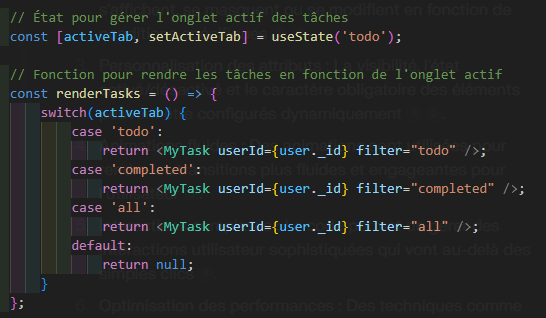 // État pour gérer l'onglet actif des tâches
const [activeTab, setActiveTab] = useState('todo');
// Fonction pour rendre les tâches en fonction de l'onglet actif
const renderTasks = () => {
switch(activeTab) {
case 'todo':
return <MyTask userId={user._id} filter="todo" />;
case 'completed':
return <MyTask userId={user._id} filter="completed" />;
case 'all':
return <MyTask userId={user._id} filter="all" />;
default:
return null;
}
};